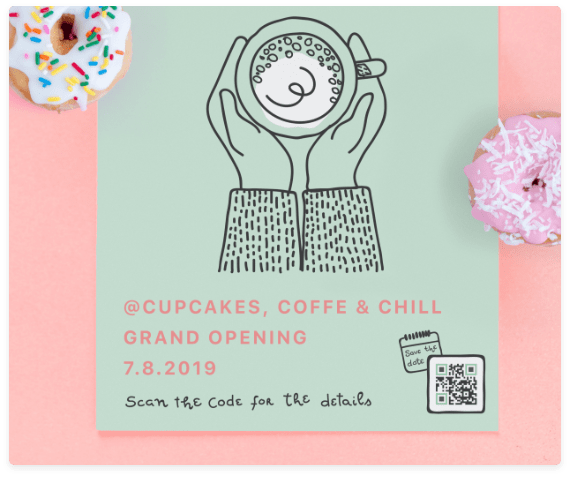 @CUPCAKES, COFFE & CHILL
GRAND OPENING
7.8.2019
Save the
date
Scan the code for the details